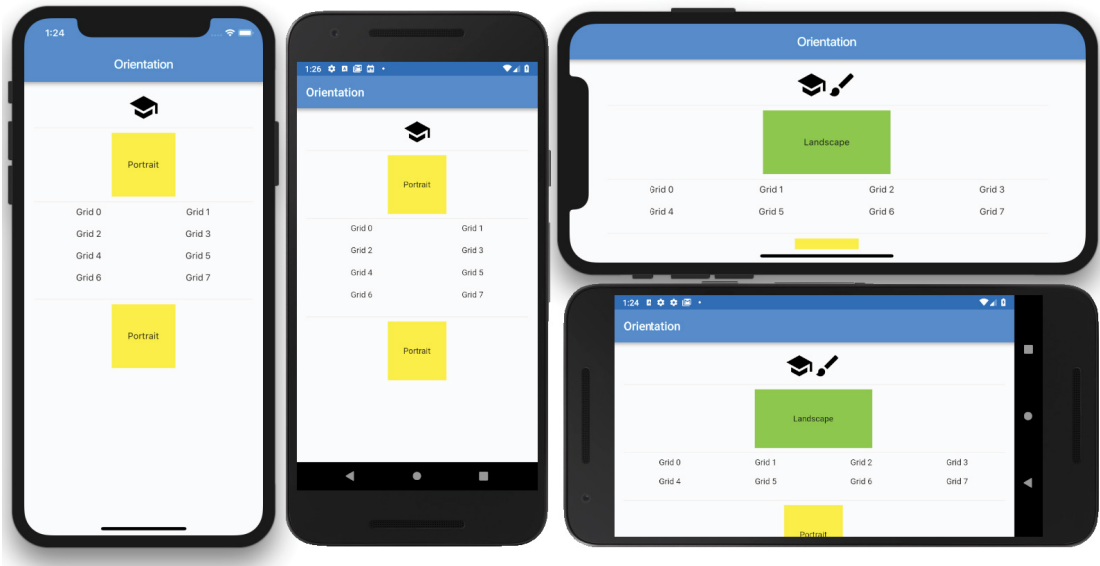 1:24
Orientation
Portrait
Grid 0 Grid 1
Grid 2 Grid 3
Grid 4 Grid 5
Grid 6 Grid 7
Portrait
1:26
Orientation
Portrait
Grid 0 Grid 1
Grid 2 Grid 3
Grid 4 Grid 5
Grid 6 Grid 7
Portrait
Orientation
Landscape
Grid 0 Grid 1 Grid 2 Grid 3
Grid 4 Grid 5 Grid 6 Grid 7
1:24
Orientation
Landscape
Grid 0 Grid 1 Grid 2 Grid 3
Grid 4 Grid 5 Grid 6 Grid 7
Portrait